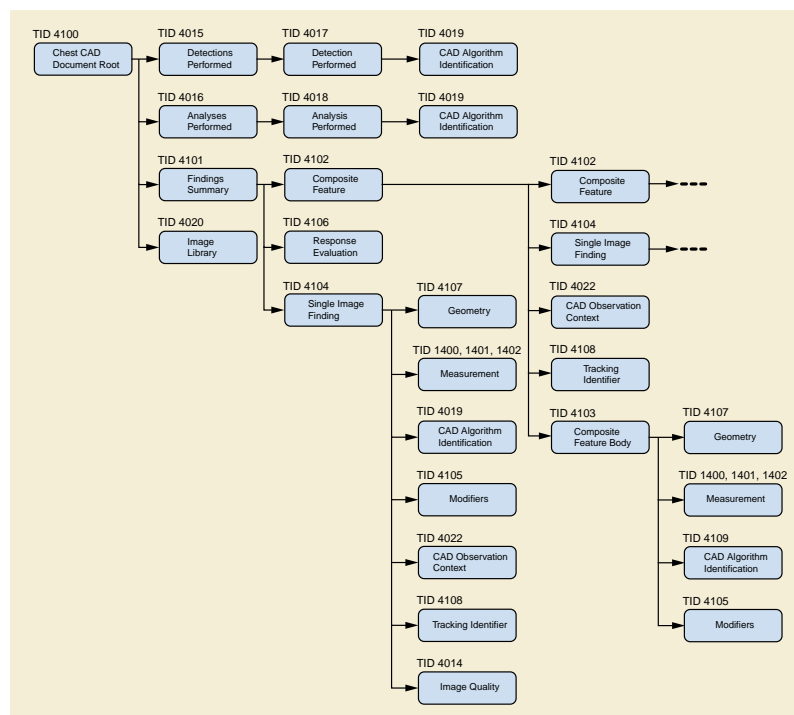 TID 4100
Chest CAD
Document Root
TID 4015
Detections
Performed
TID 4017
Detection
Performed
TID 4019
CAD Algorithm
Identification
TID 4016
Analyses
Performed
TID 4018
Analysis
Performed
TID 4019
CAD Algorithm
Identification
TID 4101
Findings
Summary
TID 4102
Composite
Feature
TID 4102
Composite
Feature
TID 4020
Image
Library
TID 4106
Response
Evaluation
TID 4104
Single Image
Finding
TID 4104
Single Image
Finding
TID 4107
Geometry
TID 4022
CAD Observation
Context
TID 1400, 1401, 1402
Measurement
TID 4108
Tracking
Identifier
TID 4019
CAD Algorithm
Identification
TID 4103
Composite
Feature Body
TID 4107
Geometry
TID 4105
Modifiers
TID 1400, 1401, 1402
Measurement
TID 4022
CAD Observation
Context
TID 4109
CAD Algorithm
Identification
TID 4108
Tracking Identifier
TID 4105
Modifiers
TID 4014
Image Quality